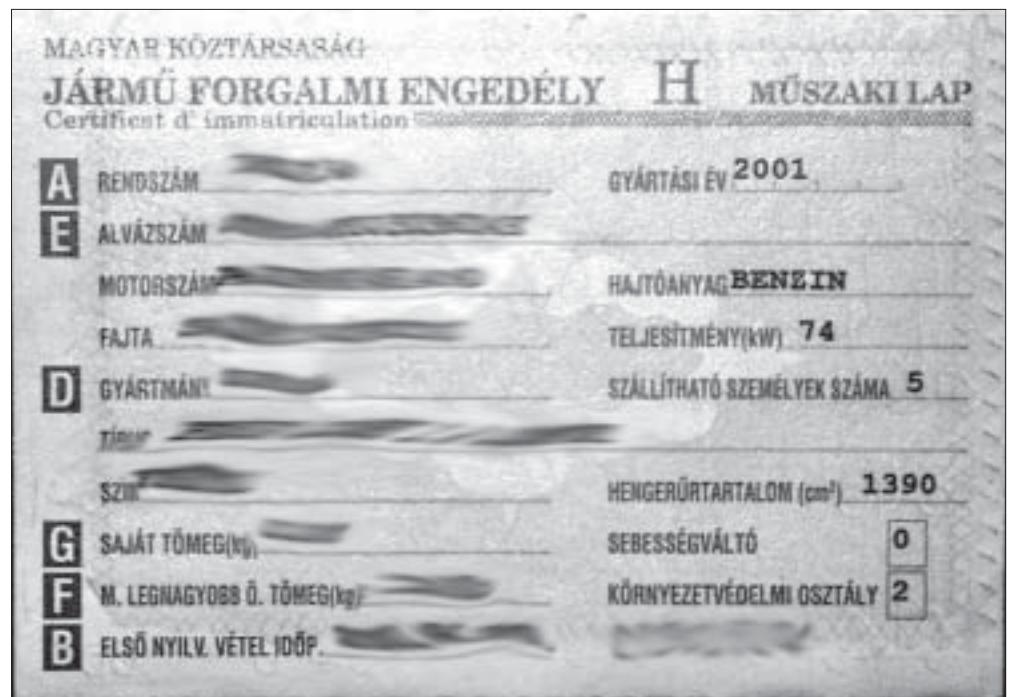 MAGYAR KÖZTÁRSASÁG
JÁRMŰ FORGALMI ENGEDÉLY H MŰSZAKI LAP
Certificat d' immatriculation
A RENDSZÁM GYÁRTÁSI ÉV 2001
E ALVÁZSZÁM
MOTORSZÁM HAJTÓANYAG BENZIN
FAJTA TELJESÍTMÉNY(kW) 74
D GYÁRTMÁNY SZÁLLÍTHATÓ SZEMÉLYEK SZÁMA 5
TÍPUS
SZÍN HENGERŰRTARTALOM (cm³) 1390
G SAJÁT TÖMEG(kg) SEBESSÉGVÁLTÓ 0
F M. LEGNAGYOBB Ö. TÖMEG(kg) KÖRNYEZETVÉDELMI OSZTÁLY 2
B ELSŐ NYILV. VÉTEL IDŐP.